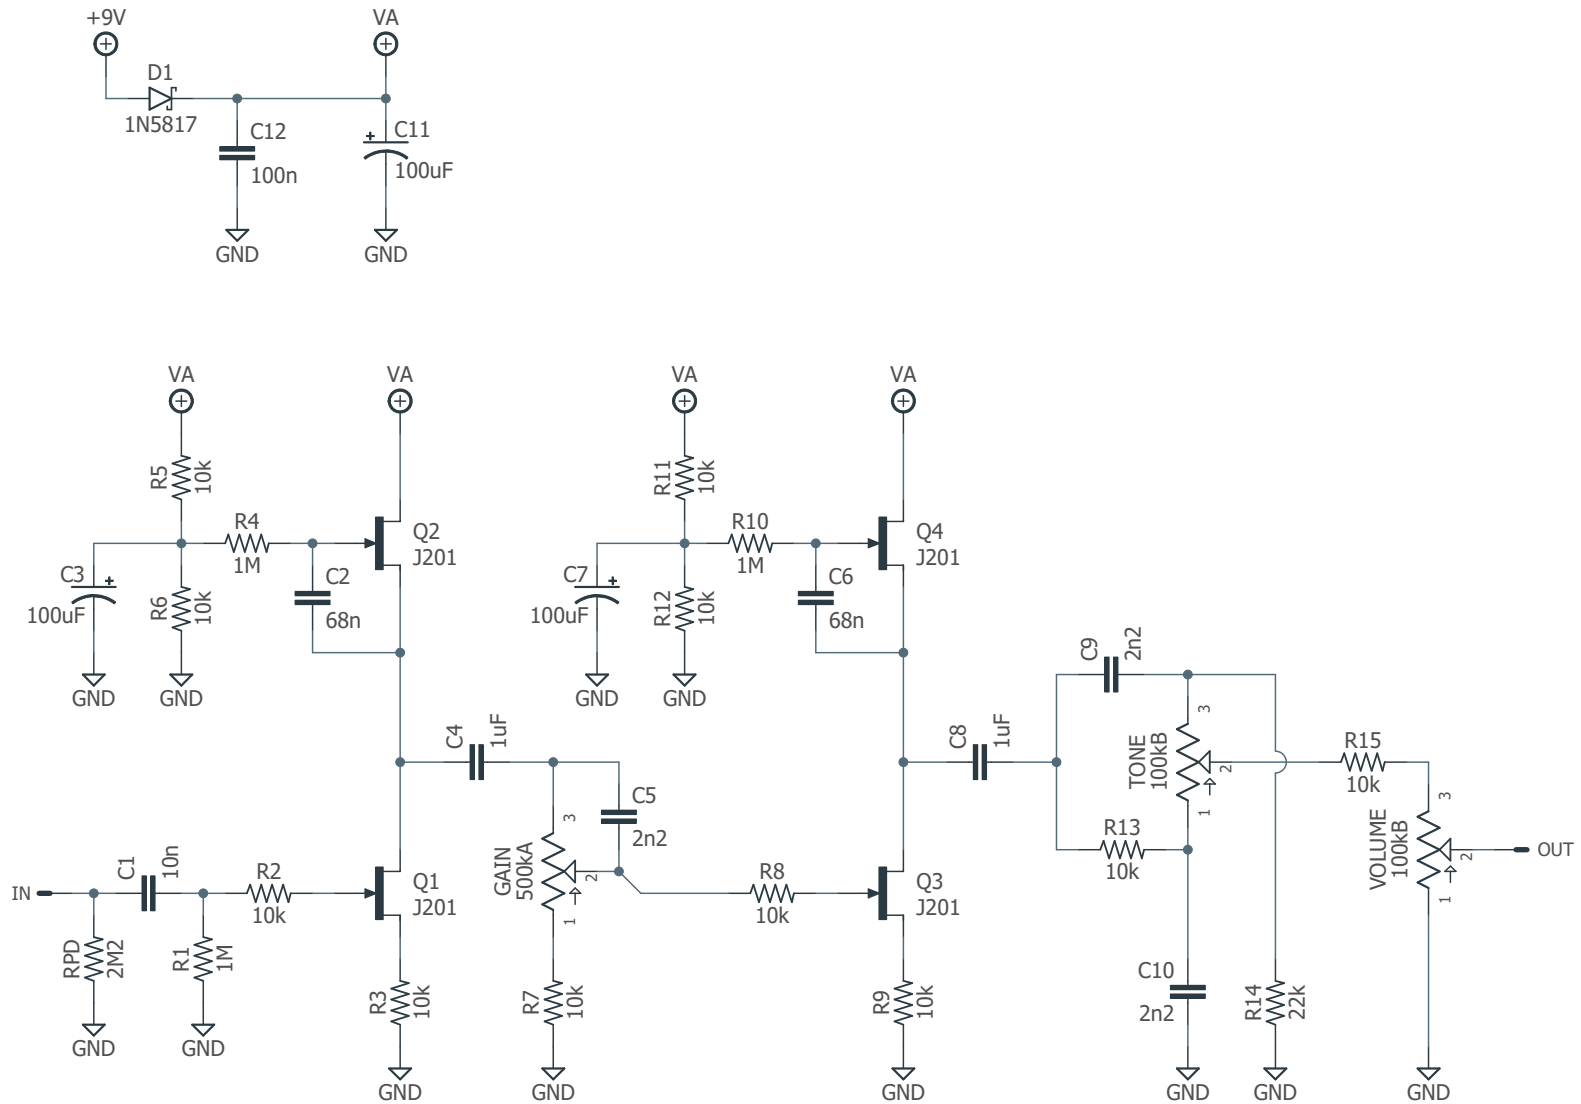 +9V
VA
D1
1N5817
C12
100n
C11
100uF
GND
GND
VA
VA
VA
VA
R5
10k
R4
1M
Q2
J201
C3
100uF
R6
10k
C2
68n
GND
GND
R11
10k
R10
1M
Q4
J201
C7
100uF
R12
10k
C6
68n
GND
GND
C4
1uF
C8
1uF
C9
2n2
TONE
100kB
3
2
1
R15
10k
R13
10k
C5
2n2
GAIN
500kA
3
2
1
VOLUME
100kB
3
2
1
OUT
IN
C1
10n
R2
10k
Q1
J201
R8
10k
Q3
J201
RPD
2M2
R1
1M
R3
10k
R7
10k
R9
10k
C10
2n2
R14
22k
GND
GND
GND
GND
GND
GND
GND
GND